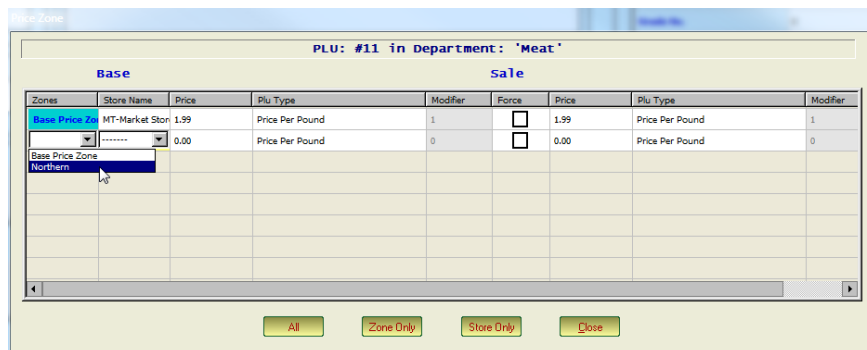 Price Zone
PLU: #11 in Department: 'Meat'
Base Sale
Zones Store Name Price Plu Type Modifier Force Price Plu Type Modifier
Base Price Zo MT-Market Stor 1.99 Price Per Pound 1 1.99 Price Per Pound 1
------- 0.00 Price Per Pound 0 0.00 Price Per Pound 0
Base Price Zone
Northern
All Zone Only Store Only Close